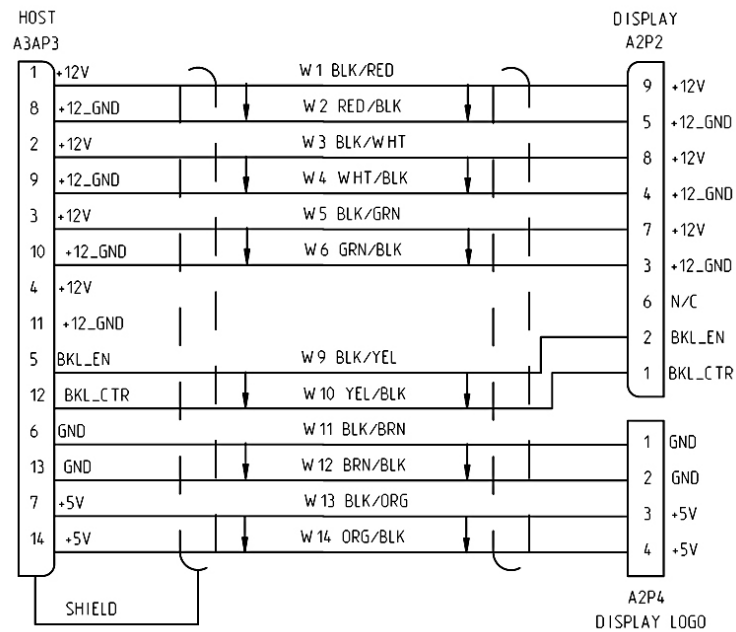 HOST
A3AP3
DISPLAY
A2P2
1 +12V W1 BLK/RED 9 +12V
8 +12_GND W2 RED/BLK 5 +12_GND
2 +12V W3 BLK/WHT 8 +12V
9 +12_GND W4 WHT/BLK 4 +12_GND
3 +12V W5 BLK/GRN 7 +12V
10 +12_GND W6 GRN/BLK 3 +12_GND
4 +12V 6 N/C
11 +12_GND 2 BKL_EN
5 BKL_EN W9 BLK/YEL 1 BKL_CTR
12 BKL_CTR W10 YEL/BLK
6 GND W11 BLK/BRN 1 GND
13 GND W12 BRN/BLK 2 GND
7 +5V W13 BLK/ORG 3 +5V
14 +5V W14 ORG/BLK 4 +5V
SHIELD
A2P4
DISPLAY LOGO